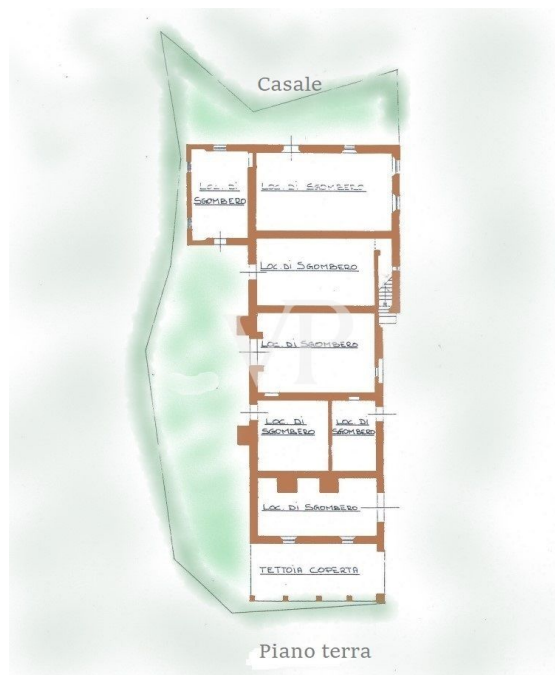 Casale
LOC. DI
SGOMBERO
LOC. DI SGOMBERO
LOC. DI SGOMBERO
VP
LOC. DI SGOMBERO
LOC. DI
SGOMBERO
LOC. DI
SGOMBERO
LOC. DI SGOMBERO
TETTOIA COPERTA
Piano terra